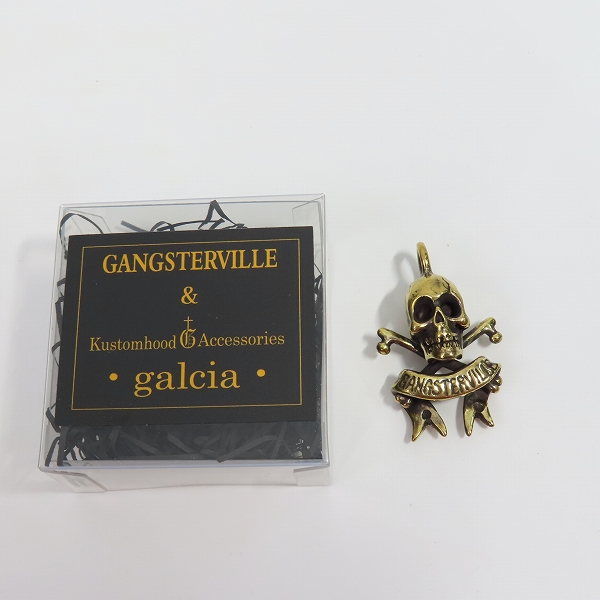 GANGSTERVILLE
&
Kustomhood G Accessories
• galcia •
GANGSTERVILLE